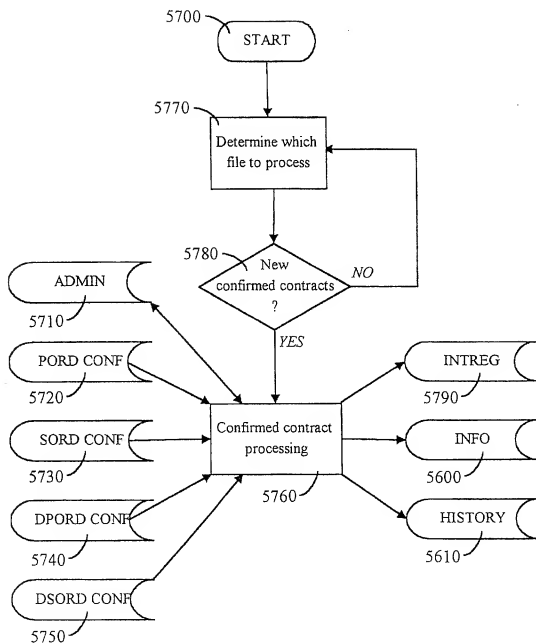 5700
START
5770
Determine which
file to process
5780
New
confirmed contracts
?
NO
YES
ADMIN
5710
PORD CONF
5720
SORD CONF
5730
DPORD CONF
5740
DSORD CONF
5750
Confirmed contract
processing
5760
INTREG
5790
INFO
5600
HISTORY
5610